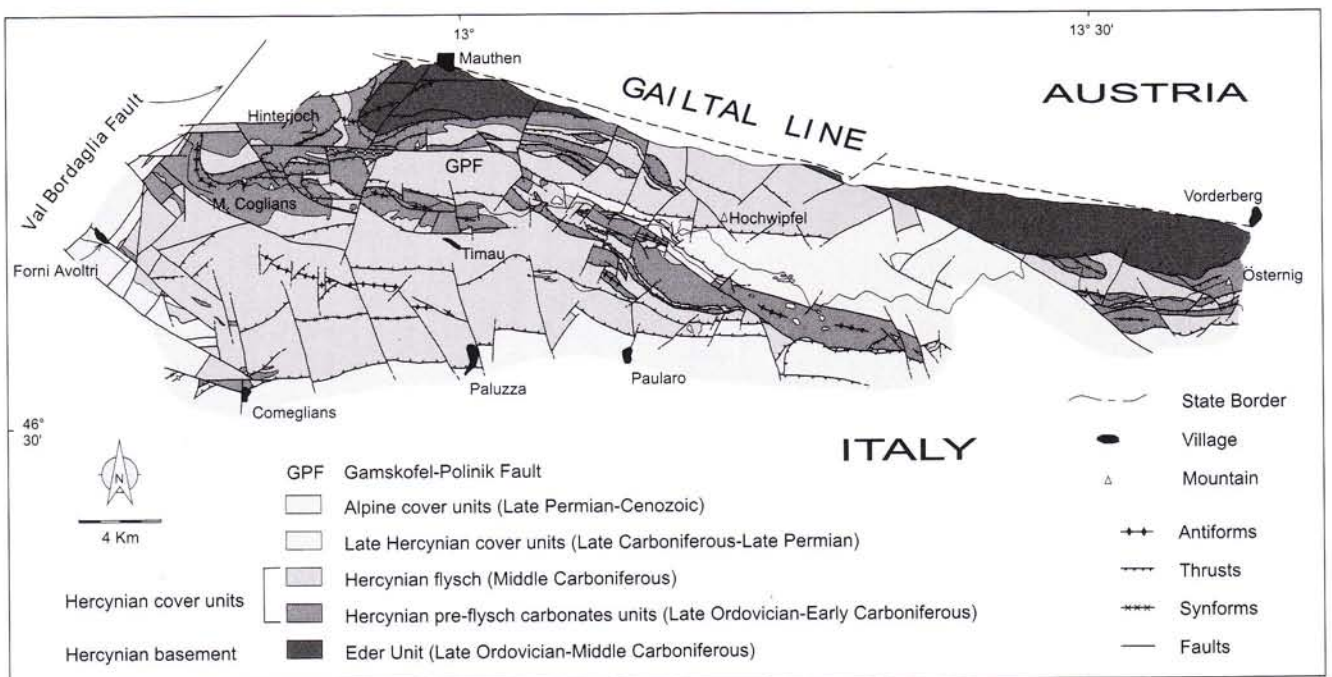 13°
13° 30'
Mauthen
GAILTAL LINE
AUSTRIA
Val Bordaglia Fault
Hinterjoch
GPF
Vorderberg
M. Coglians
Hochwipfel
Timau
Forni Avoltri
Östernig
Paluzza
Paularo
Comeglians
46°
30'
ITALY
N
4 Km
State Border
Village
Mountain
Antiforms
Thrusts
Synforms
Faults
GPF Gamskofel-Polinik Fault
Alpine cover units (Late Permian-Cenozoic)
Late Hercynian cover units (Late Carboniferous-Late Permian)
Hercynian cover units
Hercynian flysch (Middle Carboniferous)
Hercynian pre-flysch carbonates units (Late Ordovician-Early Carboniferous)
Hercynian basement
Eder Unit (Late Ordovician-Middle Carboniferous)